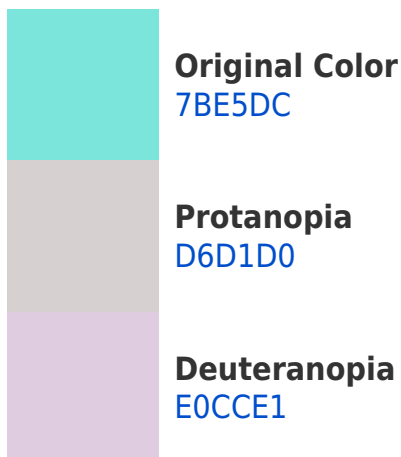 Original Color
7BE5DC
Protanopia
D6D1D0
Deuteranopia
E0CCE1